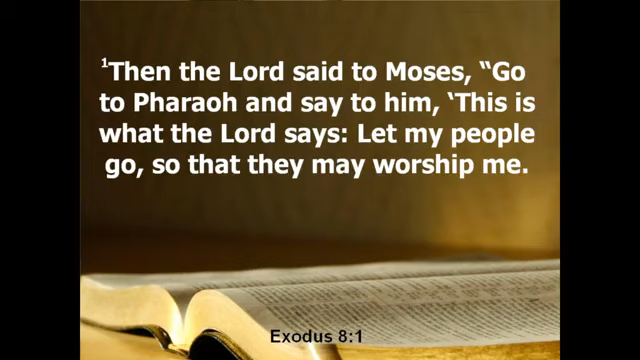 ¹Then the Lord said to Moses, “Go
to Pharaoh and say to him, ‘This is
what the Lord says: Let my people
go, so that they may worship me.
Exodus 8:1